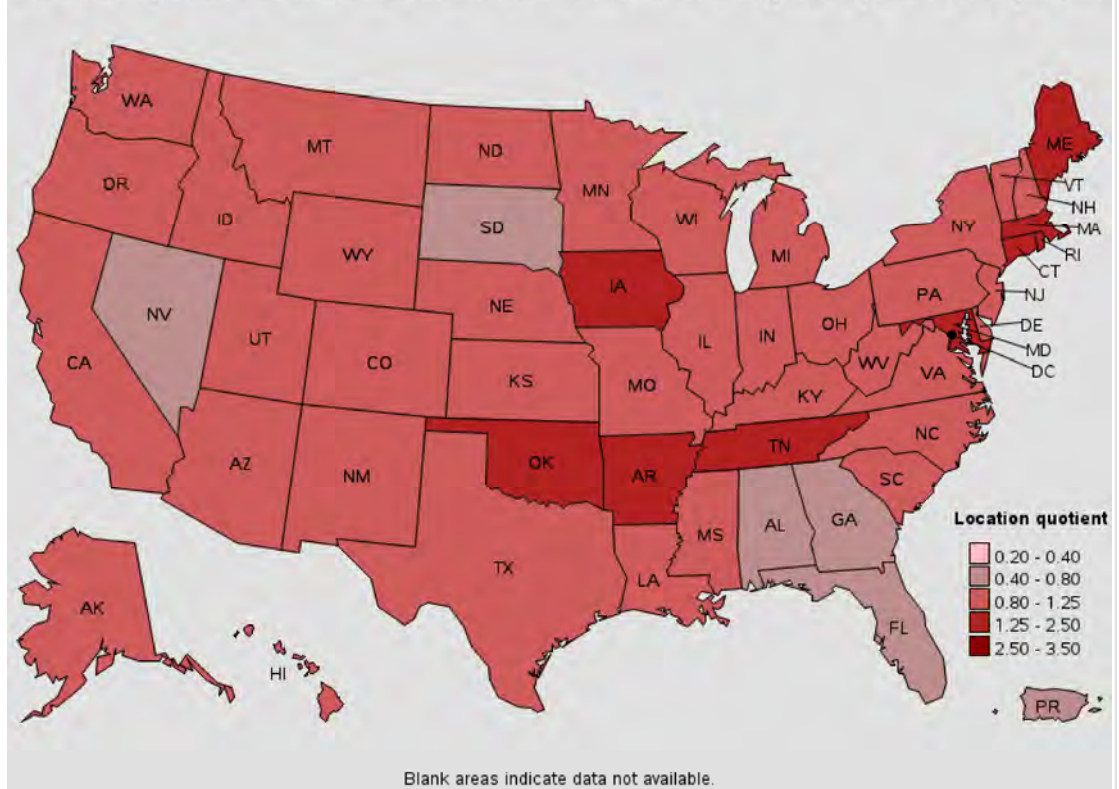 WA
MT
ND
MN
ME
OR
ID
SD
WI
VT
NH
NY
MA
WY
MI
RI
CT
IA
NE
PA
NJ
NV
OH
DE
UT
IL
IN
MD
CA
CO
WV
VA
DC
KS
MO
KY
NC
AZ
OK
TN
NM
AR
SC
MS
AL
GA
Location quotient
0.20 - 0.40
TX
LA
0.40 - 0.80
0.80 - 1.25
AK
FL
1.25 - 2.50
2.50 - 3.50
HI
PR
Blank areas indicate data not available.